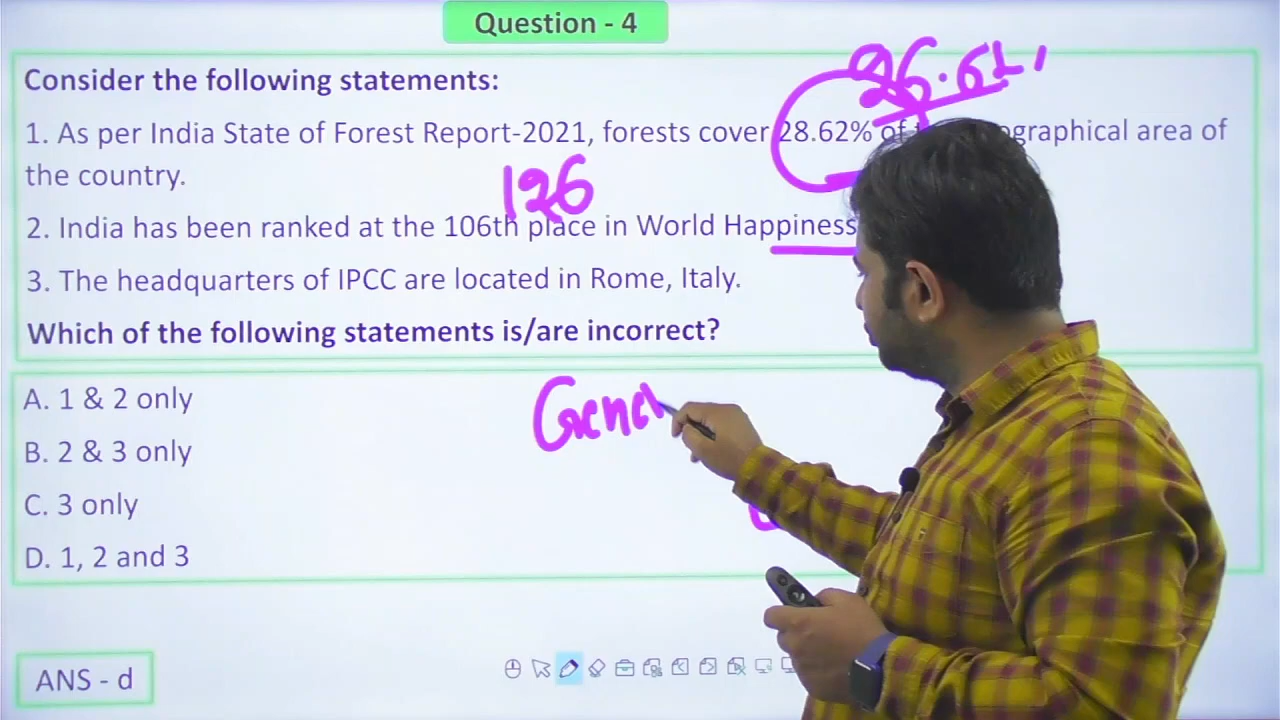 Question - 4
Consider the following statements:
26.62%
1. As per India State of Forest Report-2021, forests cover 28.62% of graphical area of
the country.
126
2. India has been ranked at the 106th place in World Happiness
3. The headquarters of IPCC are located in Rome, Italy.
Which of the following statements is/are incorrect?
A. 1 & 2 only
Gene
B. 2 & 3 only
C. 3 only
D. 1, 2 and 3
ANS - d